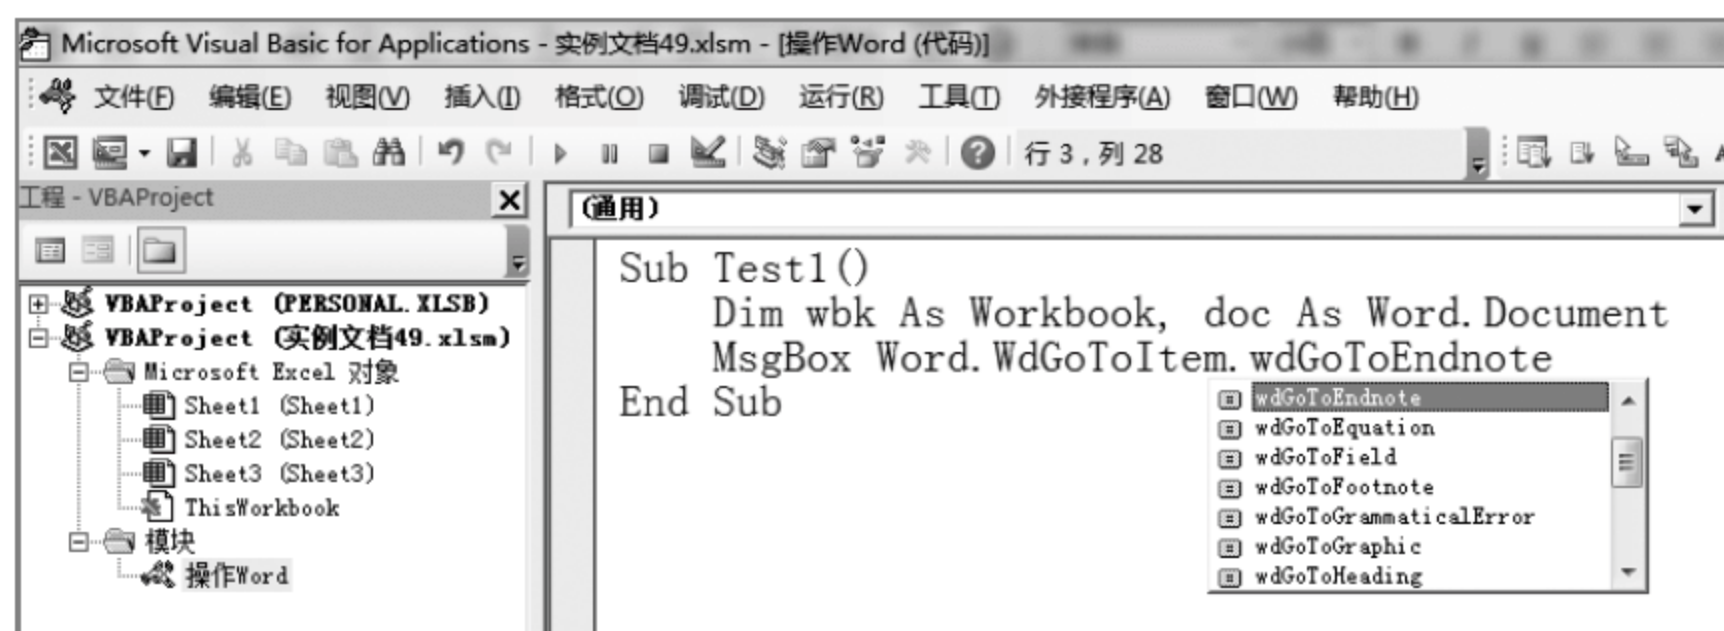 Microsoft Visual Basic for Applications - 实例文档49.xlsm - [操作Word (代码)]
文件(F) 编辑(E) 视图(V) 插入(I) 格式(O) 调试(D) 运行(R) 工具(T) 外接程序(A) 窗口(W) 帮助(H)
行 3 , 列 28
工程 - VBAProject
(通用)
VBAProject (PERSONAL.XLSB)
VBAProject (实例文档49.xlsm)
Microsoft Excel 对象
Sheet1 (Sheet1)
Sheet2 (Sheet2)
Sheet3 (Sheet3)
ThisWorkbook
模块
操作Word
Sub Test1()
Dim wbk As Workbook, doc As Word.Document
MsgBox Word.WdGoToItem.wdGoToEndnote
End Sub
wdGoToEndnote
wdGoToEquation
wdGoToField
wdGoToFootnote
wdGoToGrammaticalError
wdGoToGraphic
wdGoToHeading